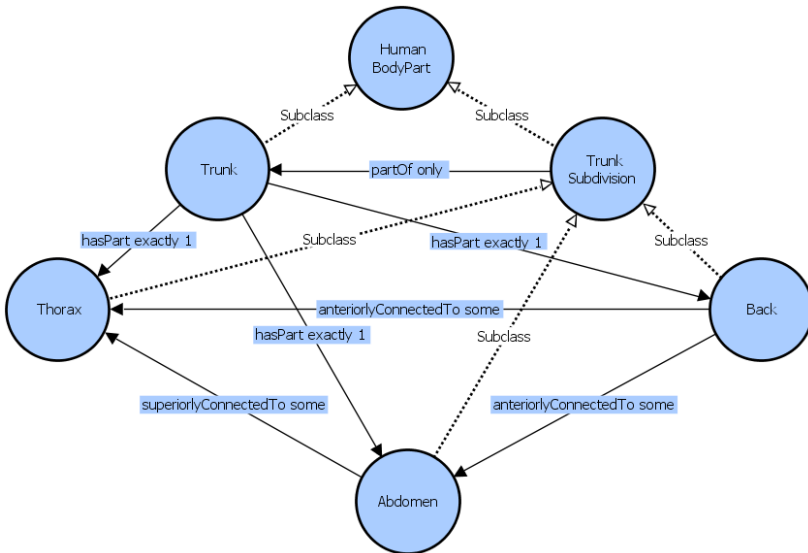 Human
BodyPart
Subclass
Subclass
Trunk
partOf only
Trunk
Subdivision
hasPart exactly 1
Subclass
hasPart exactly 1
Subclass
Thorax
anteriorlyConnectedTo some
Back
hasPart exactly 1
Subclass
superiorlyConnectedTo some
anteriorlyConnectedTo some
Abdomen